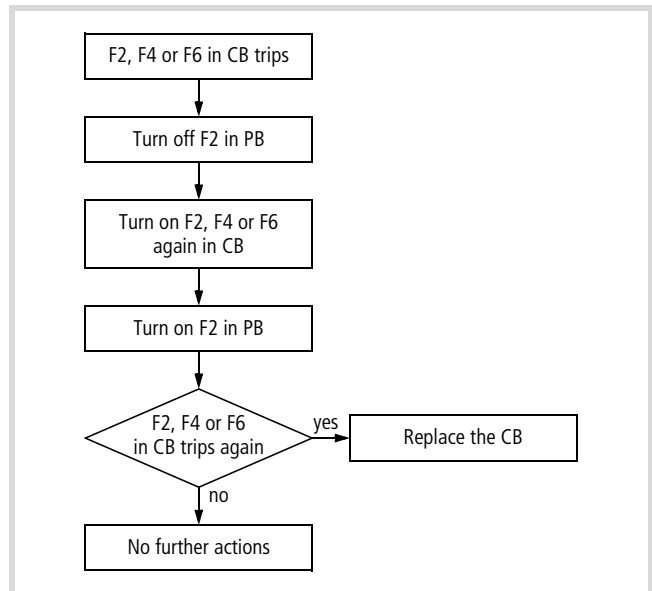 F2, F4 or F6 in CB trips
Turn off F2 in PB
Turn on F2, F4 or F6
again in CB
Turn on F2 in PB
F2, F4 or F6
in CB trips again
yes
Replace the CB
no
No further actions